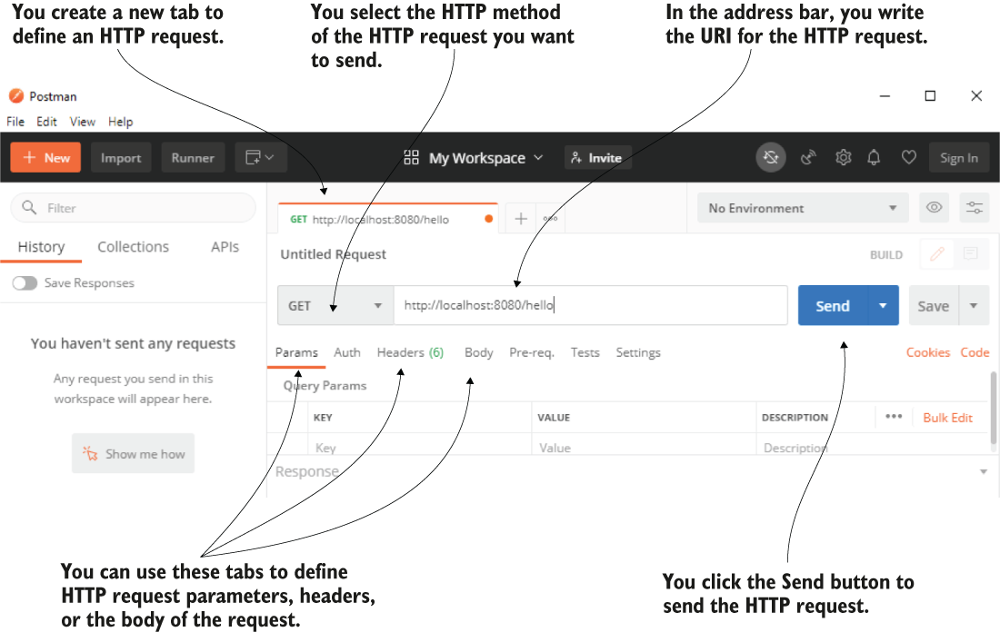 You create a new tab to
define an HTTP request.
You select the HTTP method
of the HTTP request you want
to send.
In the address bar, you write
the URI for the HTTP request.
Postman
File Edit View Help
+ New Import Runner My Workspace Invite Sign In
Filter
GET http://localhost:8080/hello
No Environment
History Collections APIs
Untitled Request BUILD
Save Responses
GET http://localhost:8080/hello Send Save
You haven't sent any requests
Any request you send in this
workspace will appear here.
Show me how
Params Auth Headers (6) Body Pre-req. Tests Settings Cookies Code
Query Params
KEY VALUE DESCRIPTION ••• Bulk Edit
Key Value Description
Response
You can use these tabs to define
HTTP request parameters, headers,
or the body of the request.
You click the Send button to
send the HTTP request.